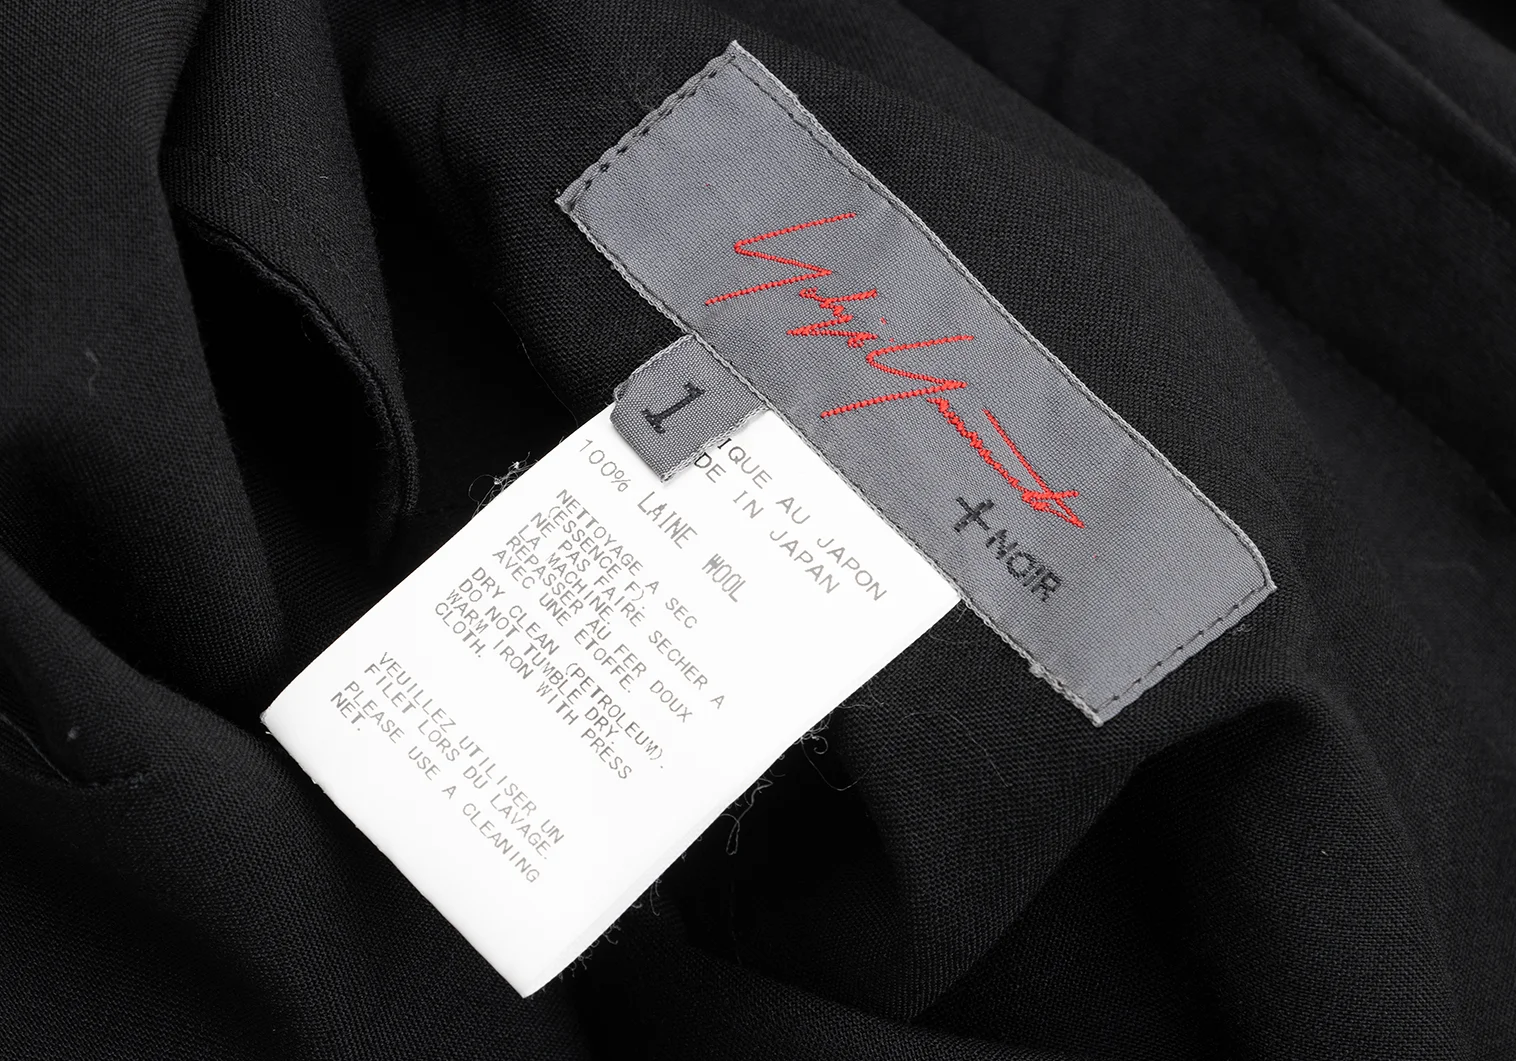 Yohji Yamamoto
+NOIR
1
IQUE AU JAPON
DE IN JAPAN
100% LAINE WOOL
NETTOYAGE A SEC
(ESSENCE F).
NE PAS FAIRE SECHER A
LA MACHINE.
REPASSER AU FER DOUX
AVEC UNE ETOFFE.
DRY CLEAN (PETROLEUM).
DO NOT TUMBLE DRY.
WARM IRON WITH PRESS
CLOTH.
VEUILLEZ UTILISER UN
FILET LORS DU LAVAGE.
PLEASE USE A CLEANING
NET.